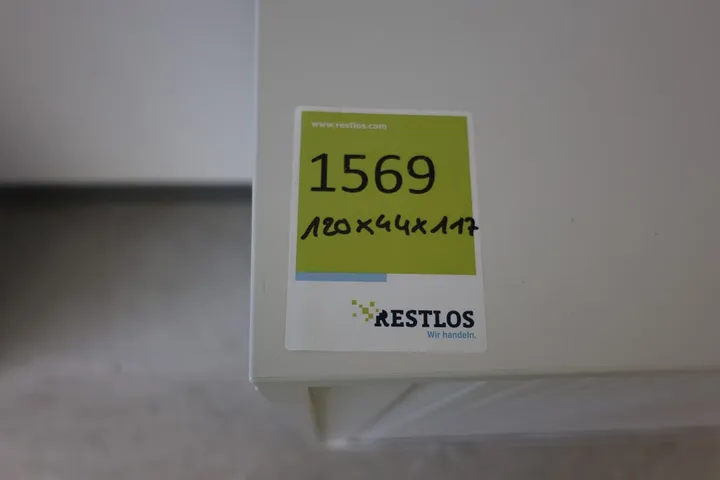 www.restlos.com
1569
120x44x117
RESTLOS
Wir handeln.